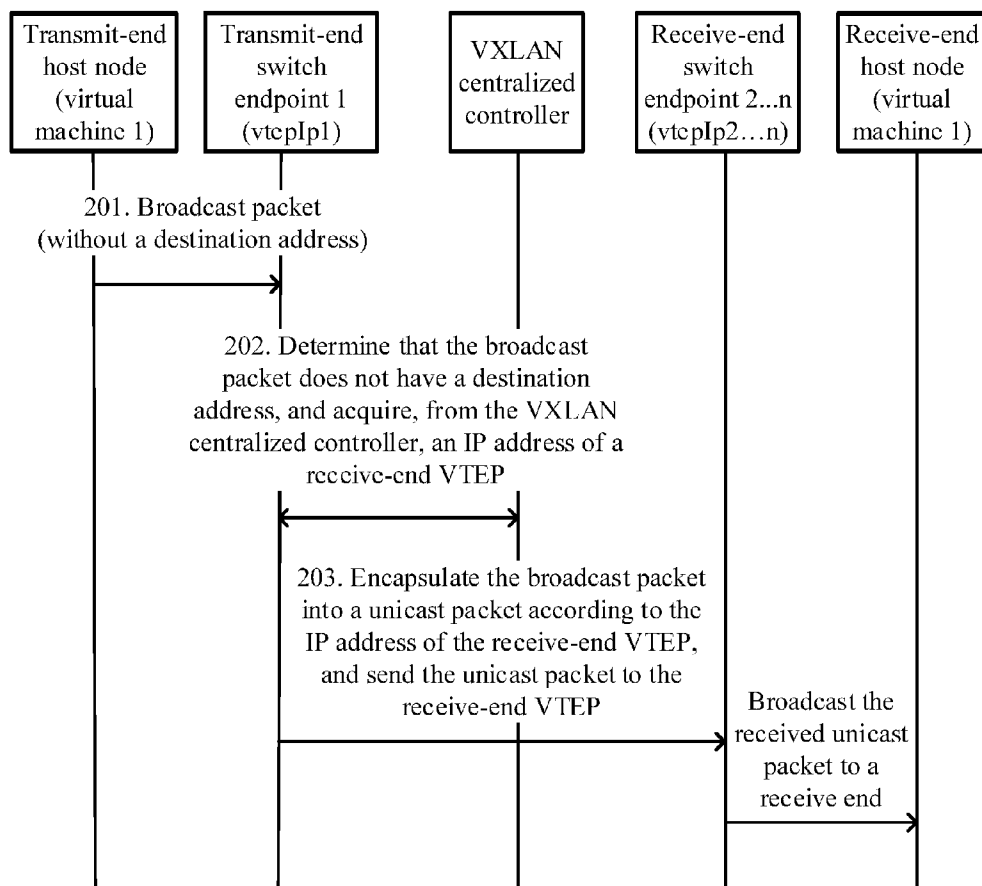 Transmit-end
host node
(virtual
machine 1)
Transmit-end
switch
endpoint 1
(vtepIp1)
VXLAN
centralized
controller
Receive-end
switch
endpoint 2...n
(vtepIp2…n)
Receive-end
host node
(virtual
machine 1)
201. Broadcast packet
(without a destination address)
202. Determine that the broadcast
packet does not have a destination
address, and acquire, from the VXLAN
centralized controller, an IP address of a
receive-end VTEP
203. Encapsulate the broadcast packet
into a unicast packet according to the
IP address of the receive-end VTEP,
and send the unicast packet to the
receive-end VTEP
Broadcast the
received unicast
packet to a
receive end